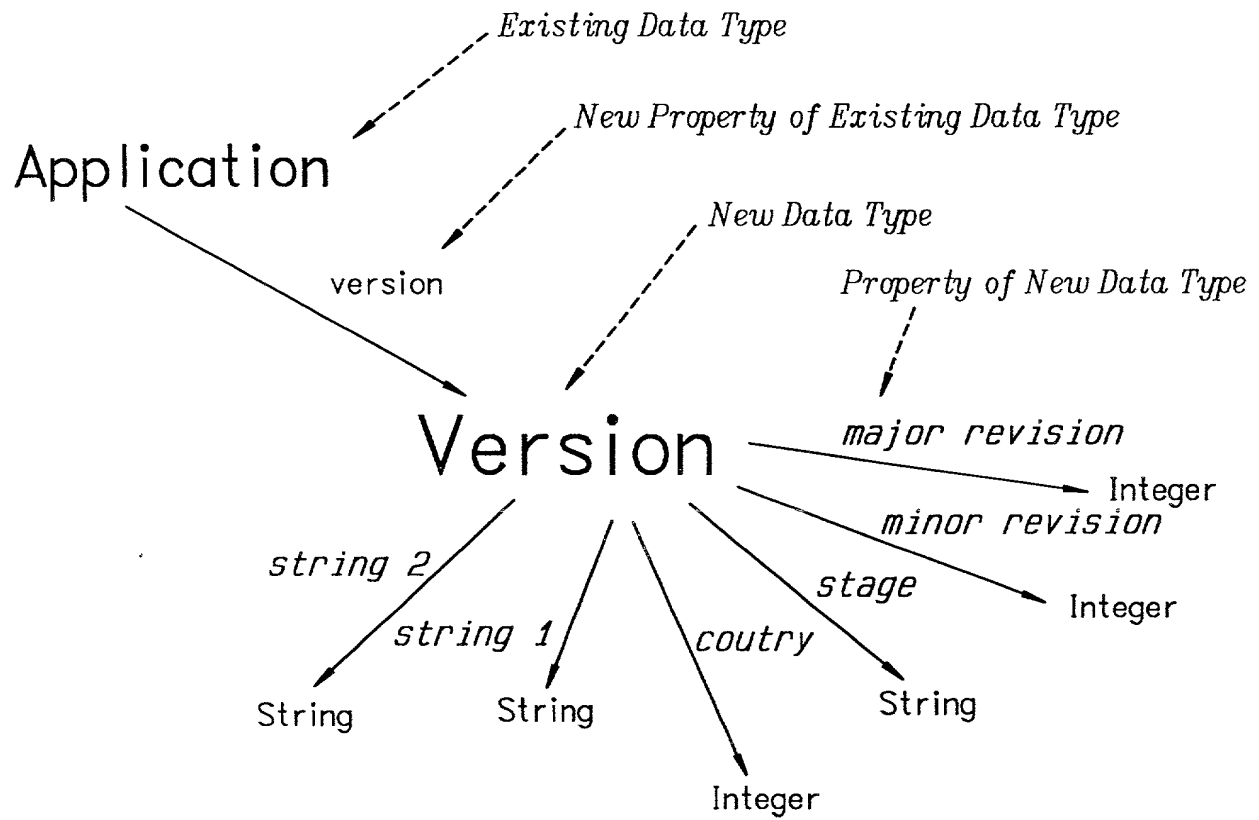 Existing Data Type
New Property of Existing Data Type
Application
New Data Type
version
Property of New Data Type
Version
major revision
Integer
minor revision
string 2
stage
Integer
string 1
coutry
String
String
String
Integer